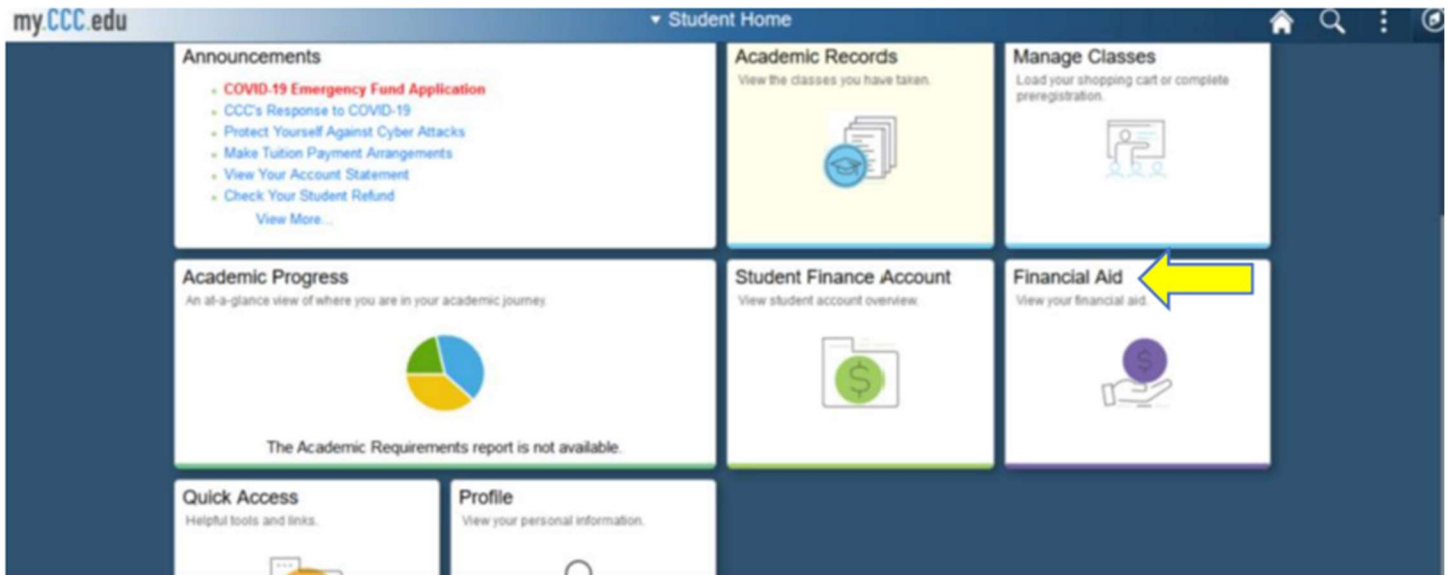 my.CCC.edu
Student Home
Announcements
COVID-19 Emergency Fund Application
CCC's Response to COVID-19
Protect Yourself Against Cyber Attacks
Make Tuition Payment Arrangements
View Your Account Statement
Check Your Student Refund
View More...
Academic Records
View the classes you have taken.
Manage Classes
Load your shopping cart or complete
preregistration.
Academic Progress
An at-a-glance view of where you are in your academic journey.
The Academic Requirements report is not available.
Student Finance Account
View student account overview.
Financial Aid
View your financial aid.
Quick Access
Helpful tools and links.
Profile
View your personal information.